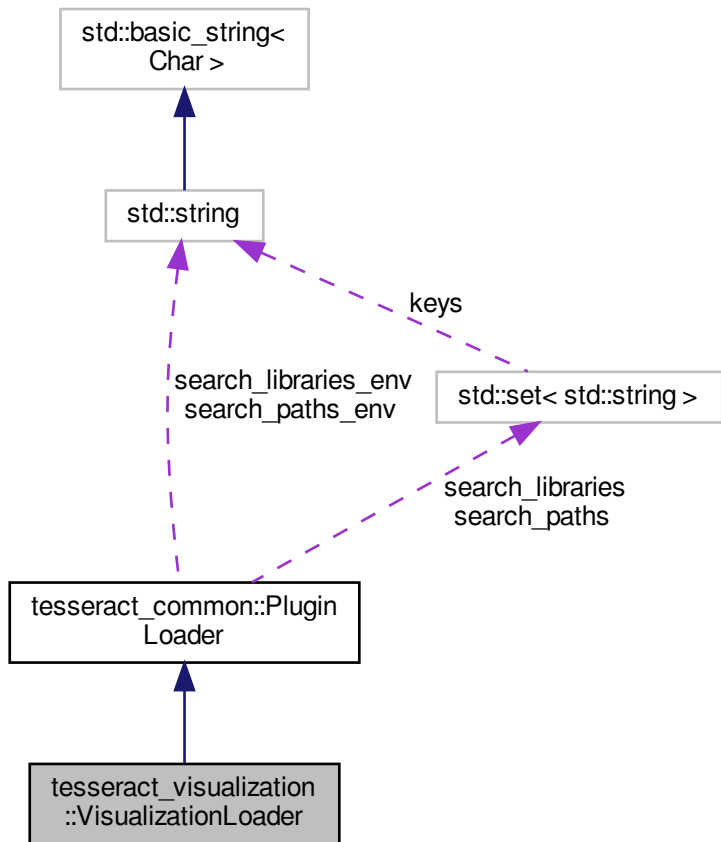 std::basic_string<
Char >
std::string
keys
search_libraries_env
search_paths_env
std::set< std::string >
search_libraries
search_paths
tesseract_common::Plugin
Loader
tesseract_visualization
::VisualizationLoader